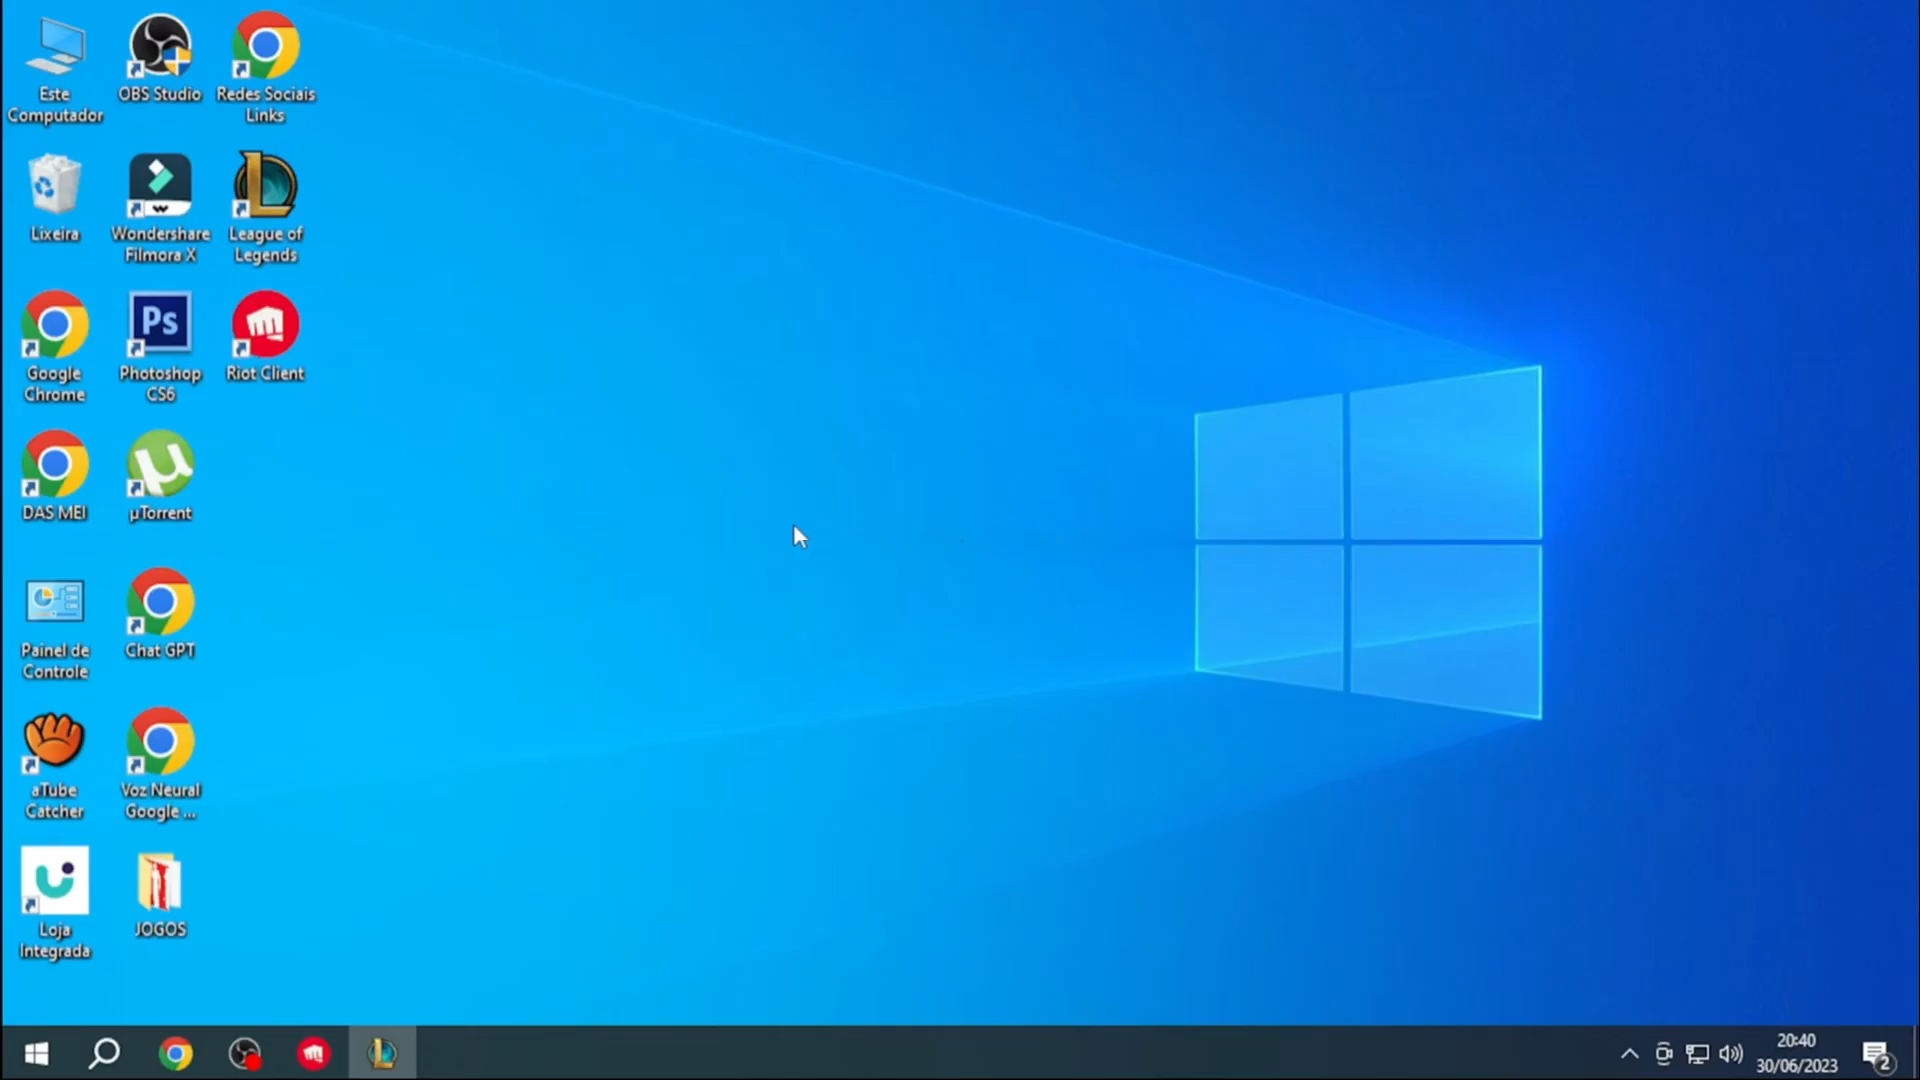 Este
Computador
OBS Studio
Redes Sociais
Links
Lixeira
Wondershare
Filmora X
League of
Legends
Google
Chrome
Ps
Photoshop
CS6
Riot Client
DAS MEI
µTorrent
Painel de
Controle
Chat GPT
aTube
Catcher
Voz Neural
Google ...
Loja
Integrada
JOGOS
20:40
30/06/2023
2